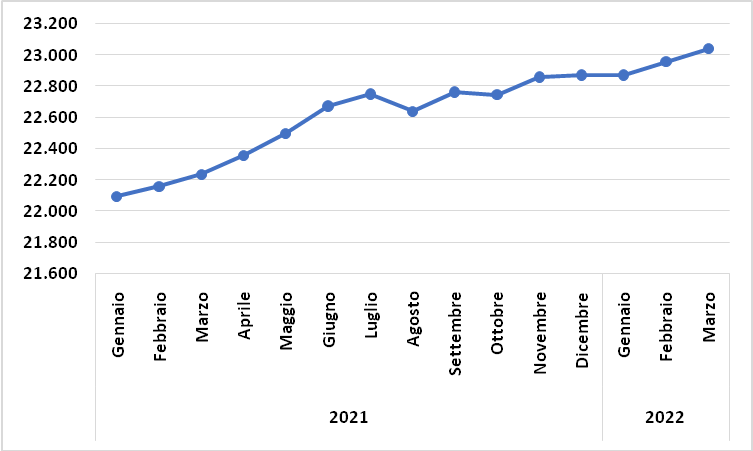 23.200
23.000
22.800
22.600
22.400
22.200
22.000
21.800
21.600
Gennaio
Febbraio
Marzo
Aprile
Maggio
Giugno
Luglio
Agosto
Settembre
Ottobre
Novembre
Dicembre
Gennaio
Febbraio
Marzo
2021
2022